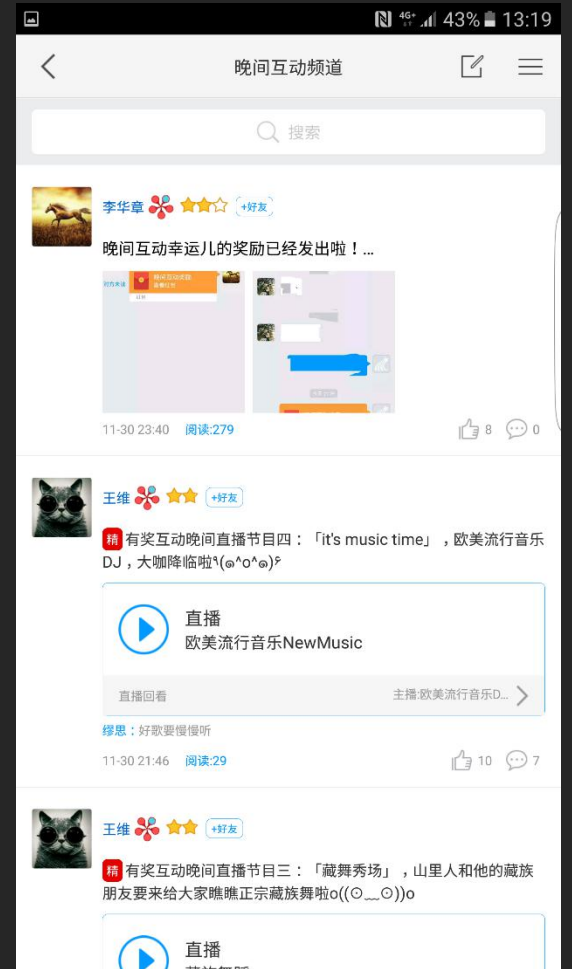 4G+ 43% 13:19
晚间互动频道
搜索
李华章 +好友
晚间互动幸运儿的奖励已经发出啦！...
11-30 23:40 阅读:279 8 0
王维 +好友
精 有奖互动晚间直播节目四：「it's music time」，欧美流行音乐
DJ，大咖降临啦٩(๑^o^๑)۶
直播
欧美流行音乐NewMusic
直播回看 主播:欧美流行音乐D...
缪思：好歌要慢慢听
11-30 21:46 阅读:29 10 7
王维 +好友
精 有奖互动晚间直播节目三：「藏舞秀场」，山里人和他的藏族
朋友要来给大家瞧瞧正宗藏族舞啦o((⊙﹏⊙))o
直播